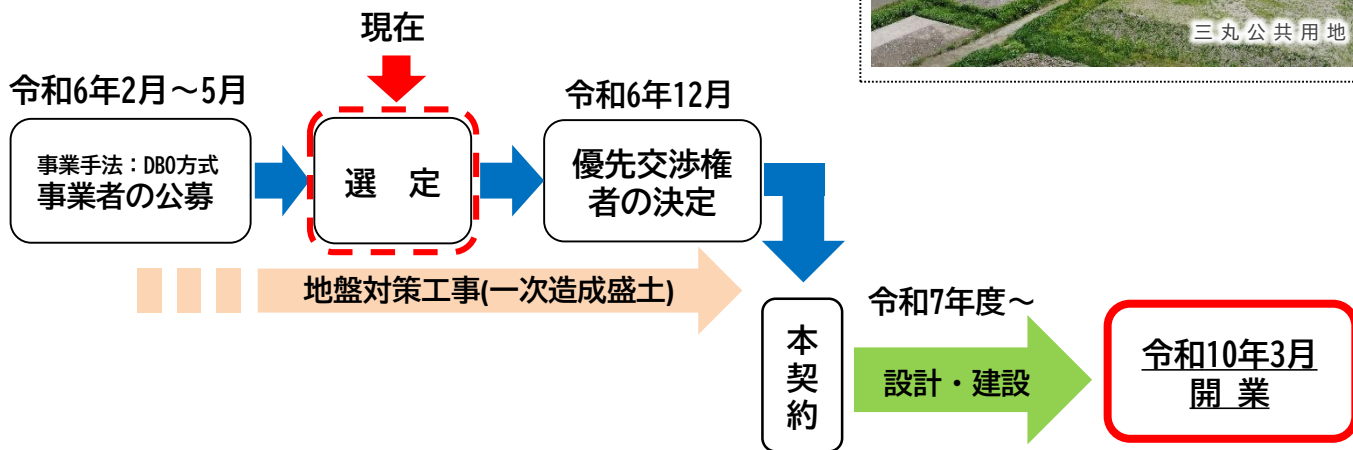 三丸公共用地
現在
令和6年2月～5月
令和6年12月
事業手法：DBO方式
事業者の公募
選 定
優先交渉権
者の決定
地盤対策工事(一次造成盛土)
本契約
令和7年度～
設計・建設
令和10年3月
開 業